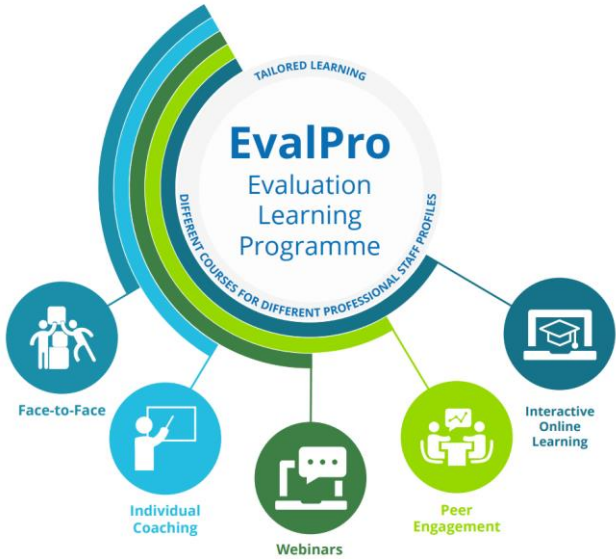 TAILORED LEARNING
EvalPro
Evaluation
Learning
Programme
DIFFERENT COURSES FOR DIFFERENT PROFESSIONAL STAFF PROFILES
Face-to-Face
Individual
Coaching
Webinars
Peer
Engagement
Interactive
Online
Learning